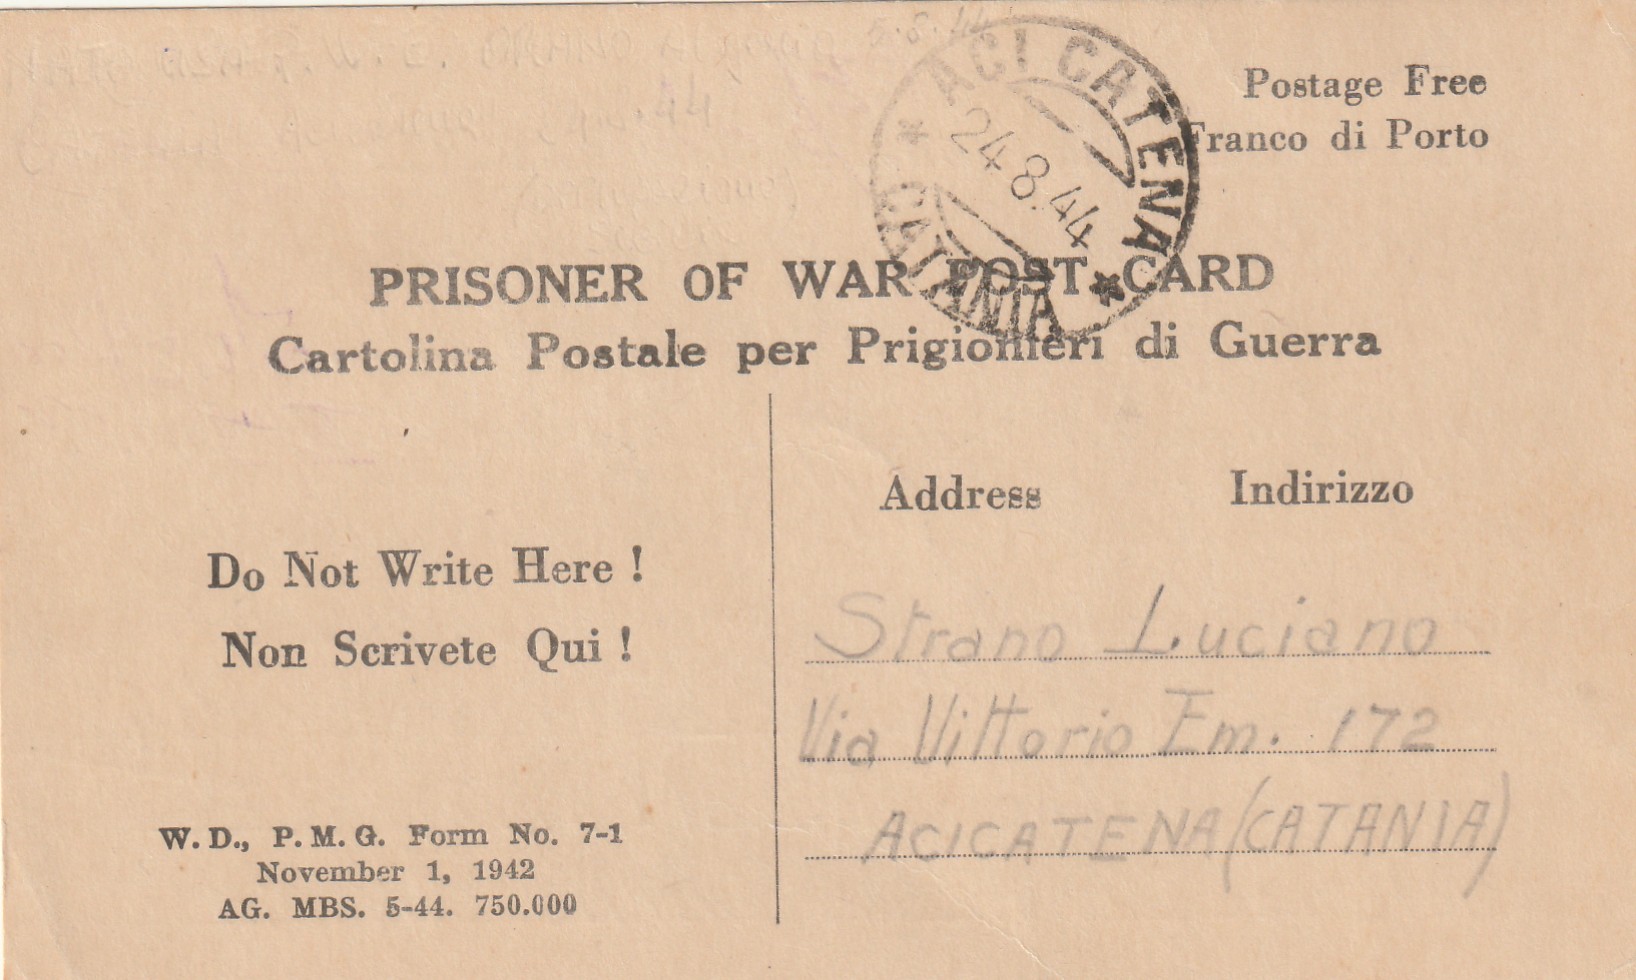 Postage Free
Franco di Porto
ACI CATENA
* CATANIA *
24 8.44
PRISONER OF WAR POST CARD
Cartolina Postale per Prigionieri di Guerra
Address Indirizzo
Do Not Write Here !
Non Scrivete Qui !
Strano Luciano
Via Vittorio Em. 172
ACICATENA (CATANIA)
W. D., P. M. G. Form No. 7-1
November 1, 1942
AG. MBS. 5-44. 750.000